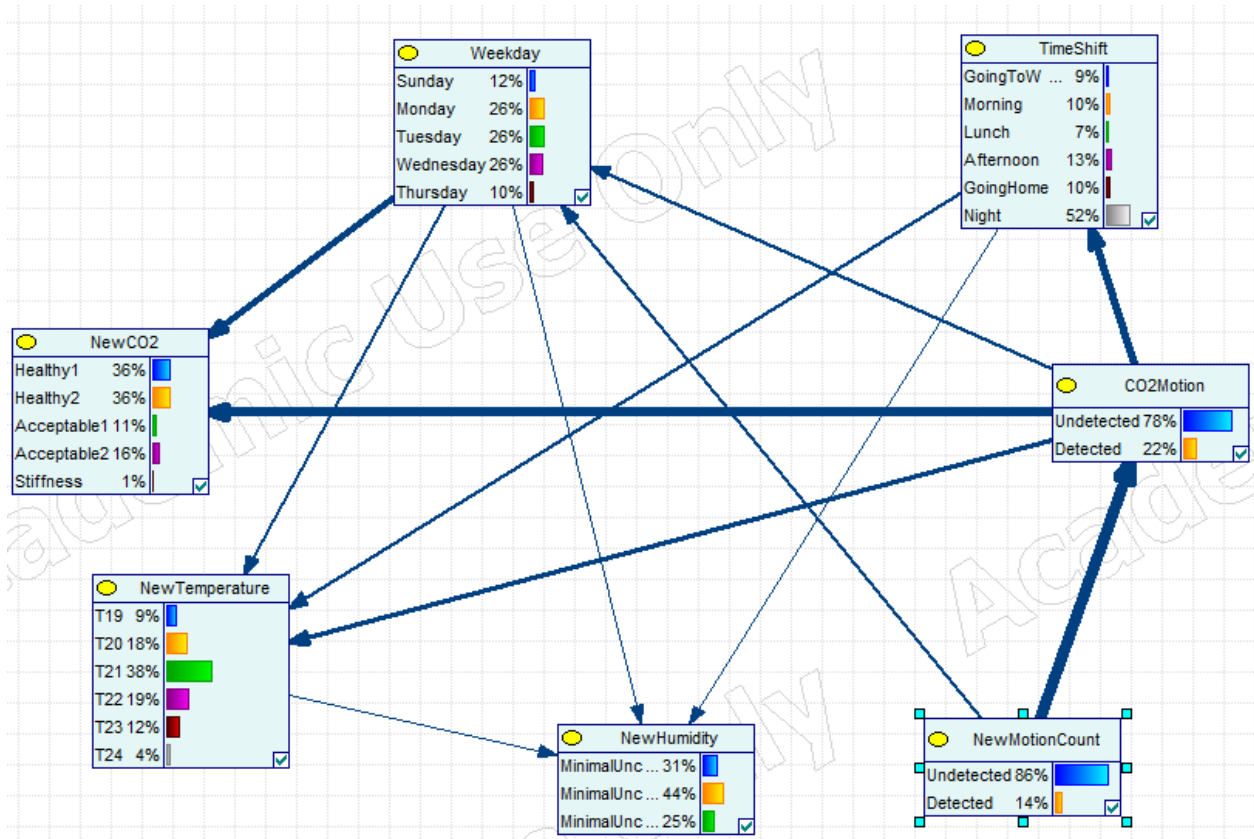 Weekday
Sunday 12%
Monday 26%
Tuesday 26%
Wednesday 26%
Thursday 10%
TimeShift
GoingToW ... 9%
Morning 10%
Lunch 7%
Afternoon 13%
GoingHome 10%
Night 52%
NewCO2
Healthy1 36%
Healthy2 36%
Acceptable1 11%
Acceptable2 16%
Stiffness 1%
CO2Motion
Undetected 78%
Detected 22%
NewTemperature
T19 9%
T20 18%
T21 38%
T22 19%
T23 12%
T24 4%
NewHumidity
MinimalUnc ... 31%
MinimalUnc ... 44%
MinimalUnc ... 25%
NewMotionCount
Undetected 86%
Detected 14%
ademic Use Only
Acade
only